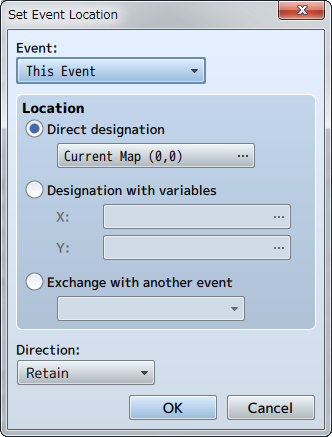 Set Event Location
Event:
This Event
Location
Direct designation
Current Map (0,0) ...
Designation with variables
X: ...
Y: ...
Exchange with another event
Direction:
Retain
OK Cancel